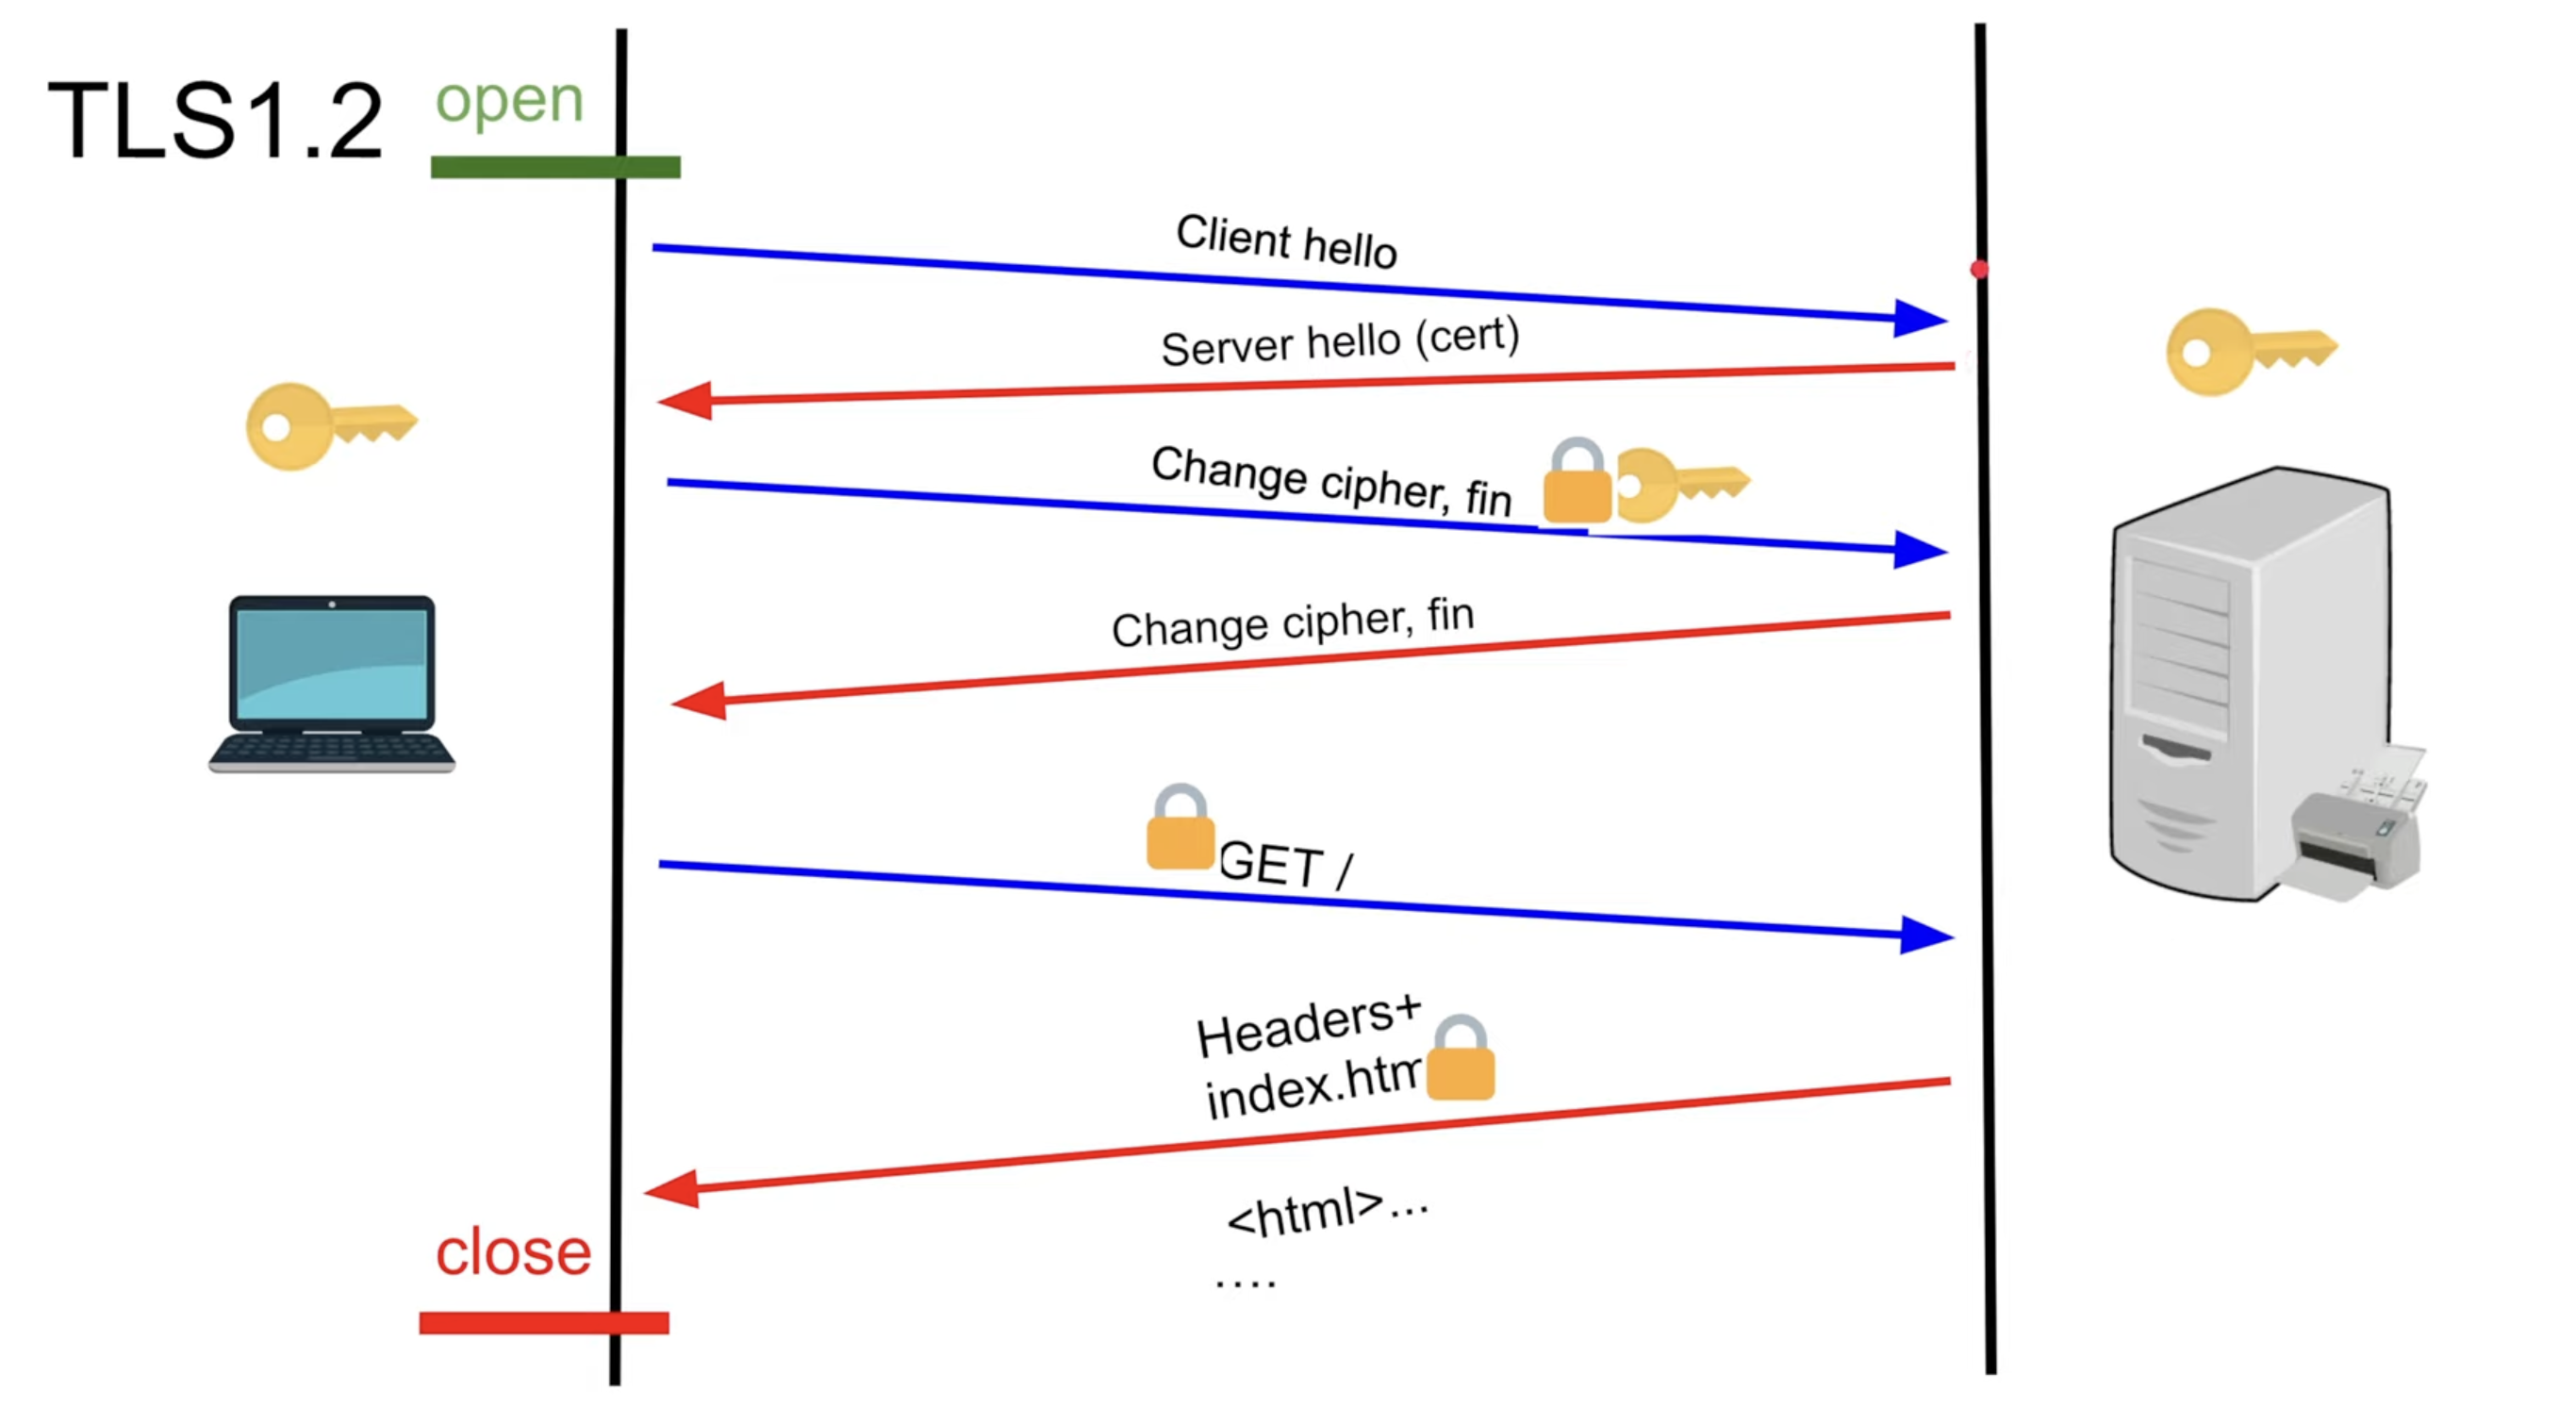 TLS1.2
open
Client hello
Server hello (cert)
Change cipher, fin
Change cipher, fin
GET /
Headers+
index.htm
<html>...
....
close